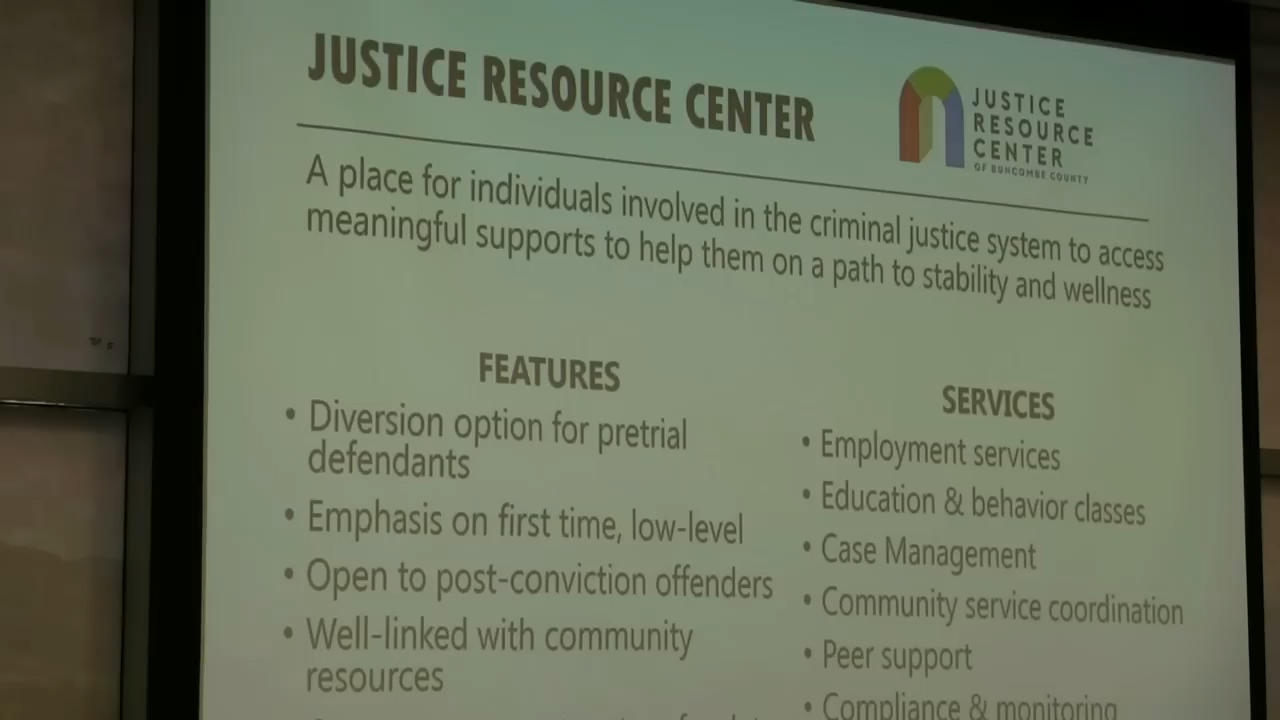 JUSTICE RESOURCE CENTER
JUSTICE
RESOURCE
CENTER
OF BUNCOMBE COUNTY
A place for individuals involved in the criminal justice system to access
meaningful supports to help them on a path to stability and wellness
FEATURES
• Diversion option for pretrial
defendants
• Emphasis on first time, low-level
• Open to post-conviction offenders
• Well-linked with community
resources
SERVICES
• Employment services
• Education & behavior classes
• Case Management
• Community service coordination
• Peer support
• Compliance & monitoring